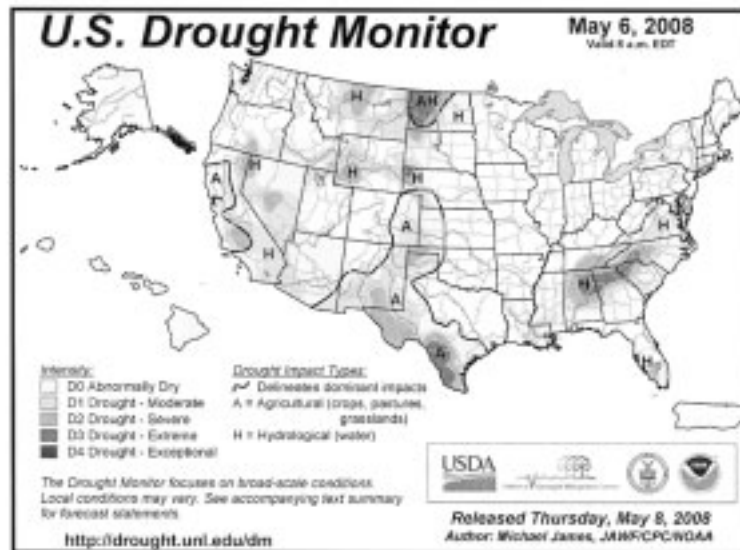 U.S. Drought Monitor
May 6, 2008
Valid 8 a.m. EDT
H
AH
H
H
H
H
A
H
A
A
H
H
A
H
Intensity:
D0 Abnormally Dry
D1 Drought - Moderate
D2 Drought - Severe
D3 Drought - Extreme
D4 Drought - Exceptional
Drought Impact Types:
Delineates dominant impacts
A = Agricultural (crops, pastures,
grasslands)
H = Hydrological (water)
The Drought Monitor focuses on broad-scale conditions.
Local conditions may vary. See accompanying text summary
for forecast statements.
http://drought.unl.edu/dm
USDA
Released Thursday, May 8, 2008
Author: Michael James, JAWF/CPC/NOAA